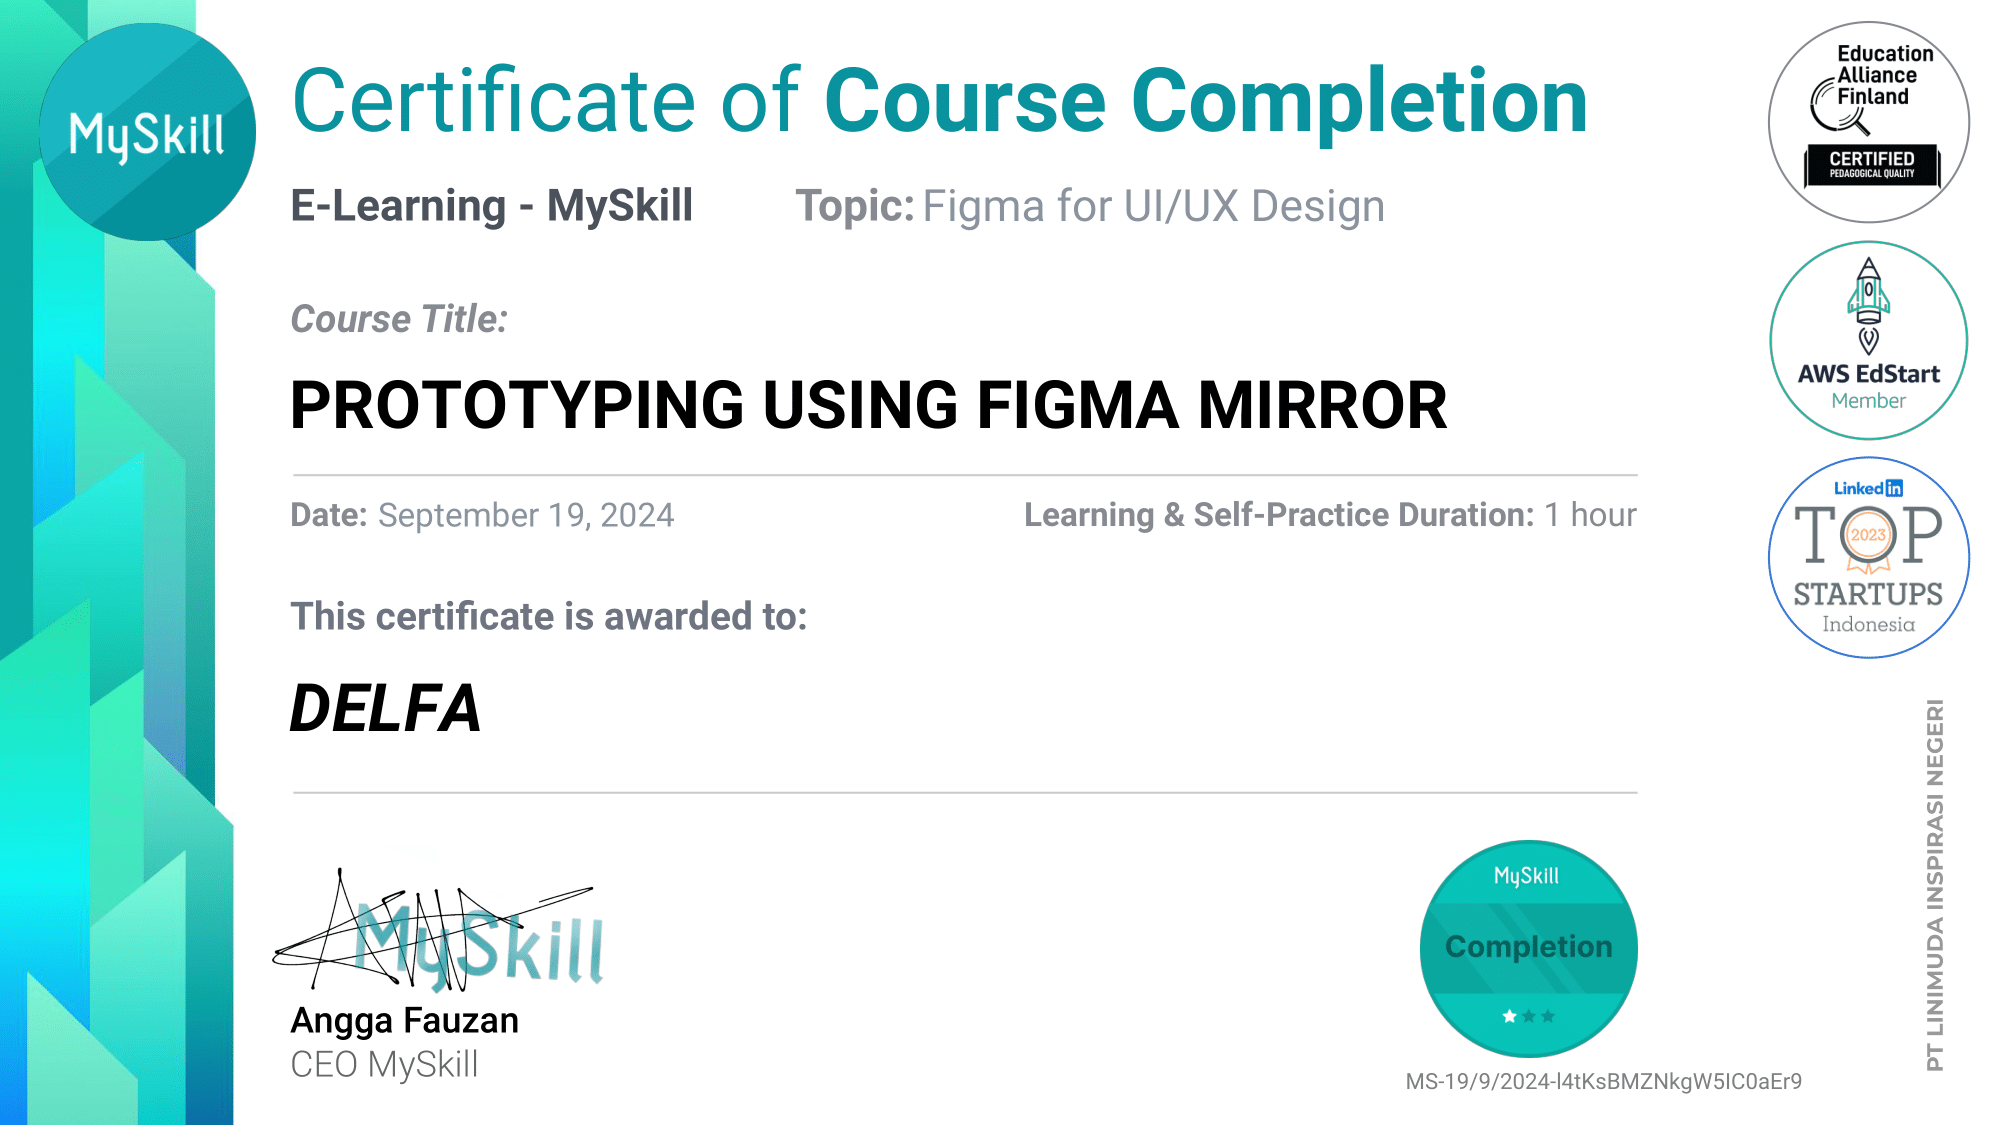 MySkill
Certificate of Course Completion
E-Learning - MySkill
Topic: Figma for UI/UX Design
Course Title:
PROTOTYPING USING FIGMA MIRROR
Date: September 19, 2024
Learning & Self-Practice Duration: 1 hour
This certificate is awarded to:
DELFA
MySkill
Angga Fauzan
CEO MySkill
MySkill
Completion
MS-19/9/2024-l4tKsBMZNkgW5IC0aEr9
Education
Alliance
Finland
CERTIFIED
PEDAGOGICAL QUALITY
AWS EdStart
Member
Linked in
TOP
2023
STARTUPS
Indonesia
PT LINIMUDA INSPIRASI NEGERI